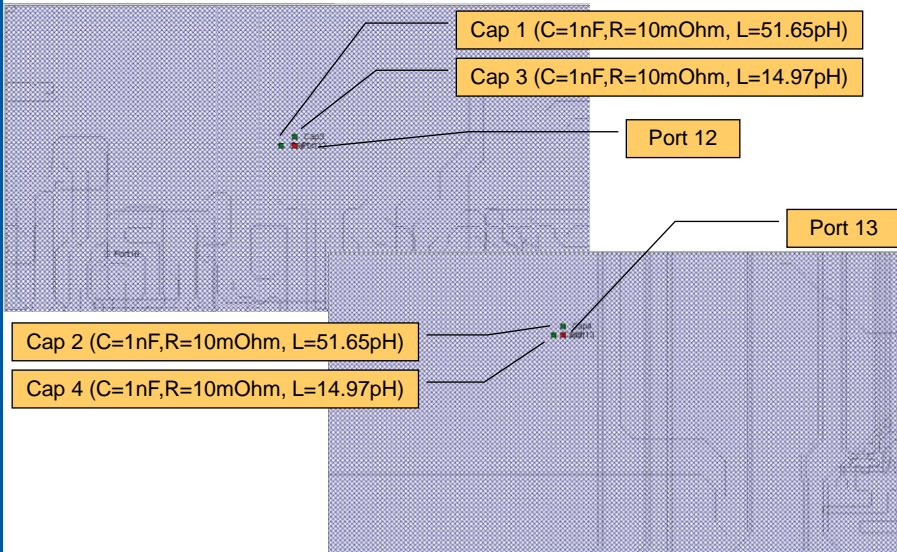 Cap 1 (C=1nF,R=10mOhm, L=51.65pH)
Cap 3 (C=1nF,R=10mOhm, L=14.97pH)
Port 12
Cap3
Port 13
Cap 2 (C=1nF,R=10mOhm, L=51.65pH)
Cap 4 (C=1nF,R=10mOhm, L=14.97pH)